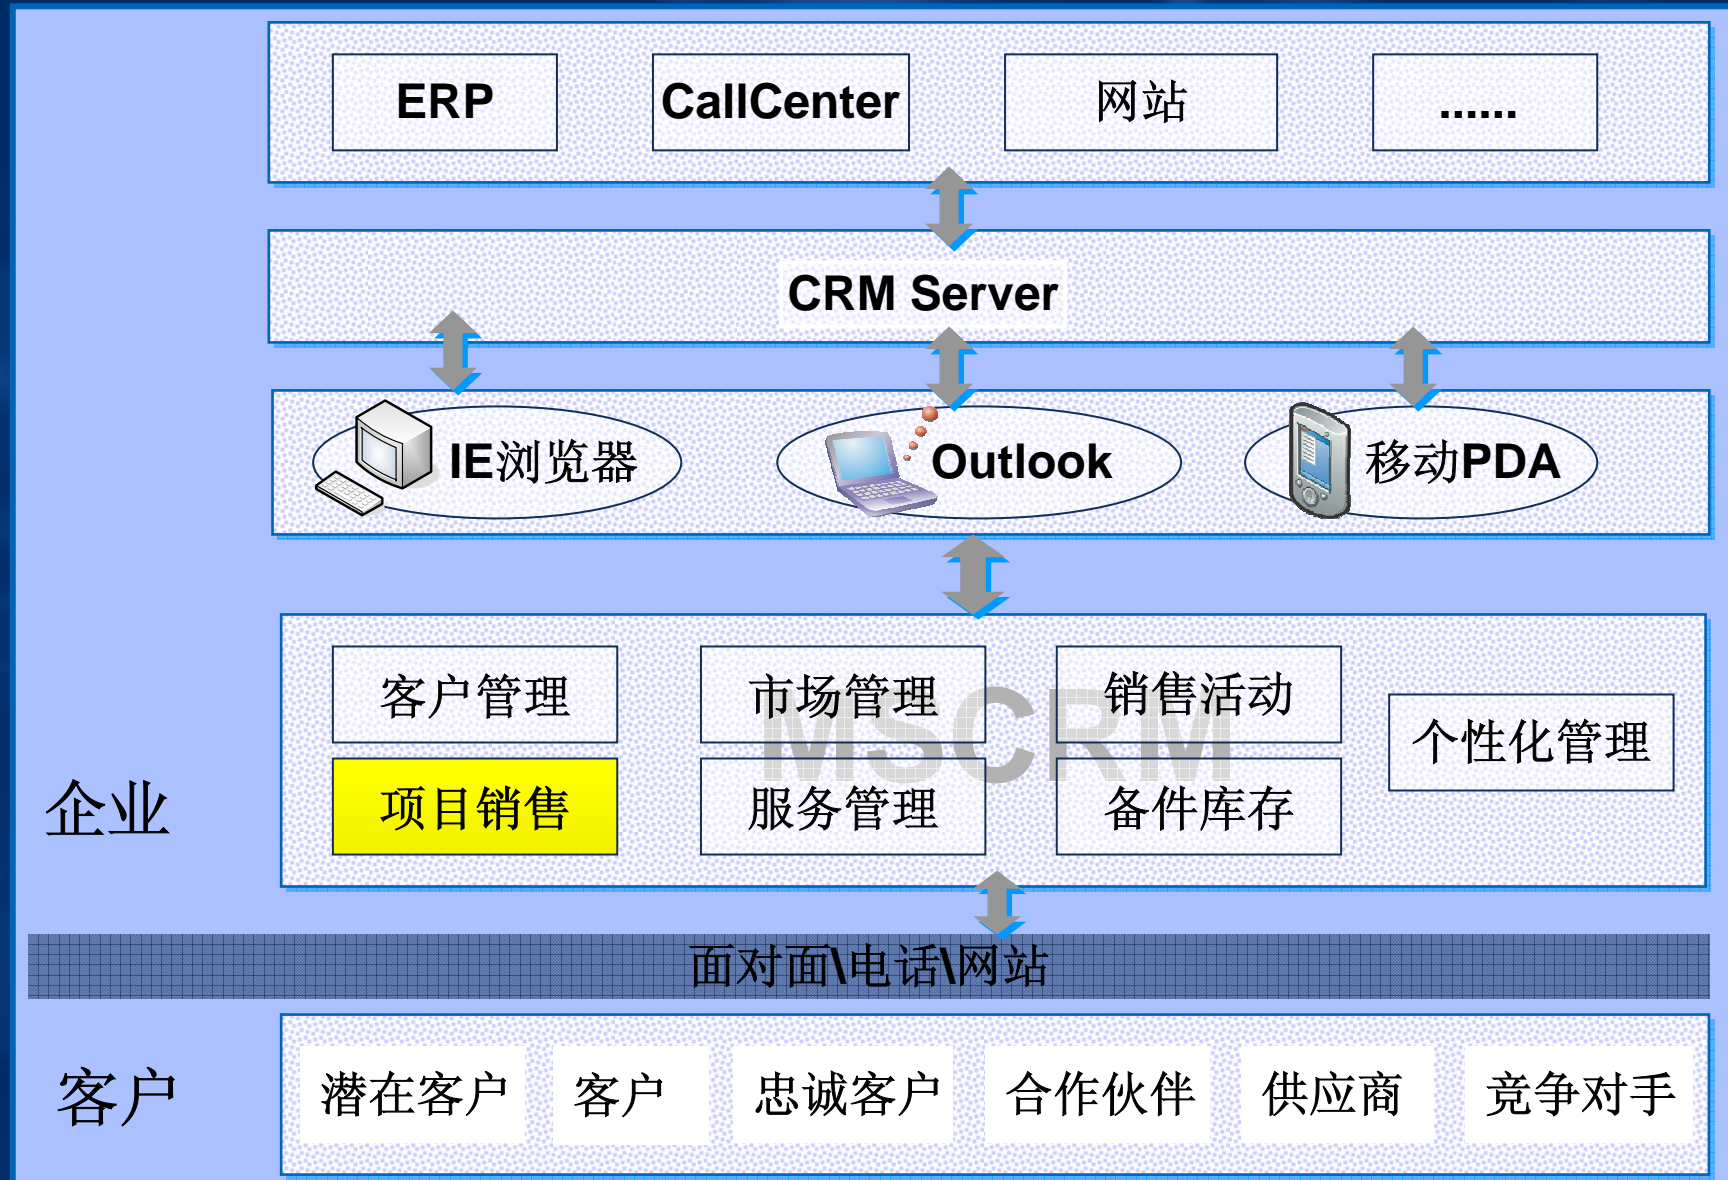 ERP CallCenter 网站 ......
CRM Server
IE浏览器 Outlook 移动PDA
客户管理 市场管理 销售活动
个性化管理
MSCRM
项目销售 服务管理 备件库存
企业
面对面\电话\网站
客户
潜在客户 客户 忠诚客户 合作伙伴 供应商 竞争对手